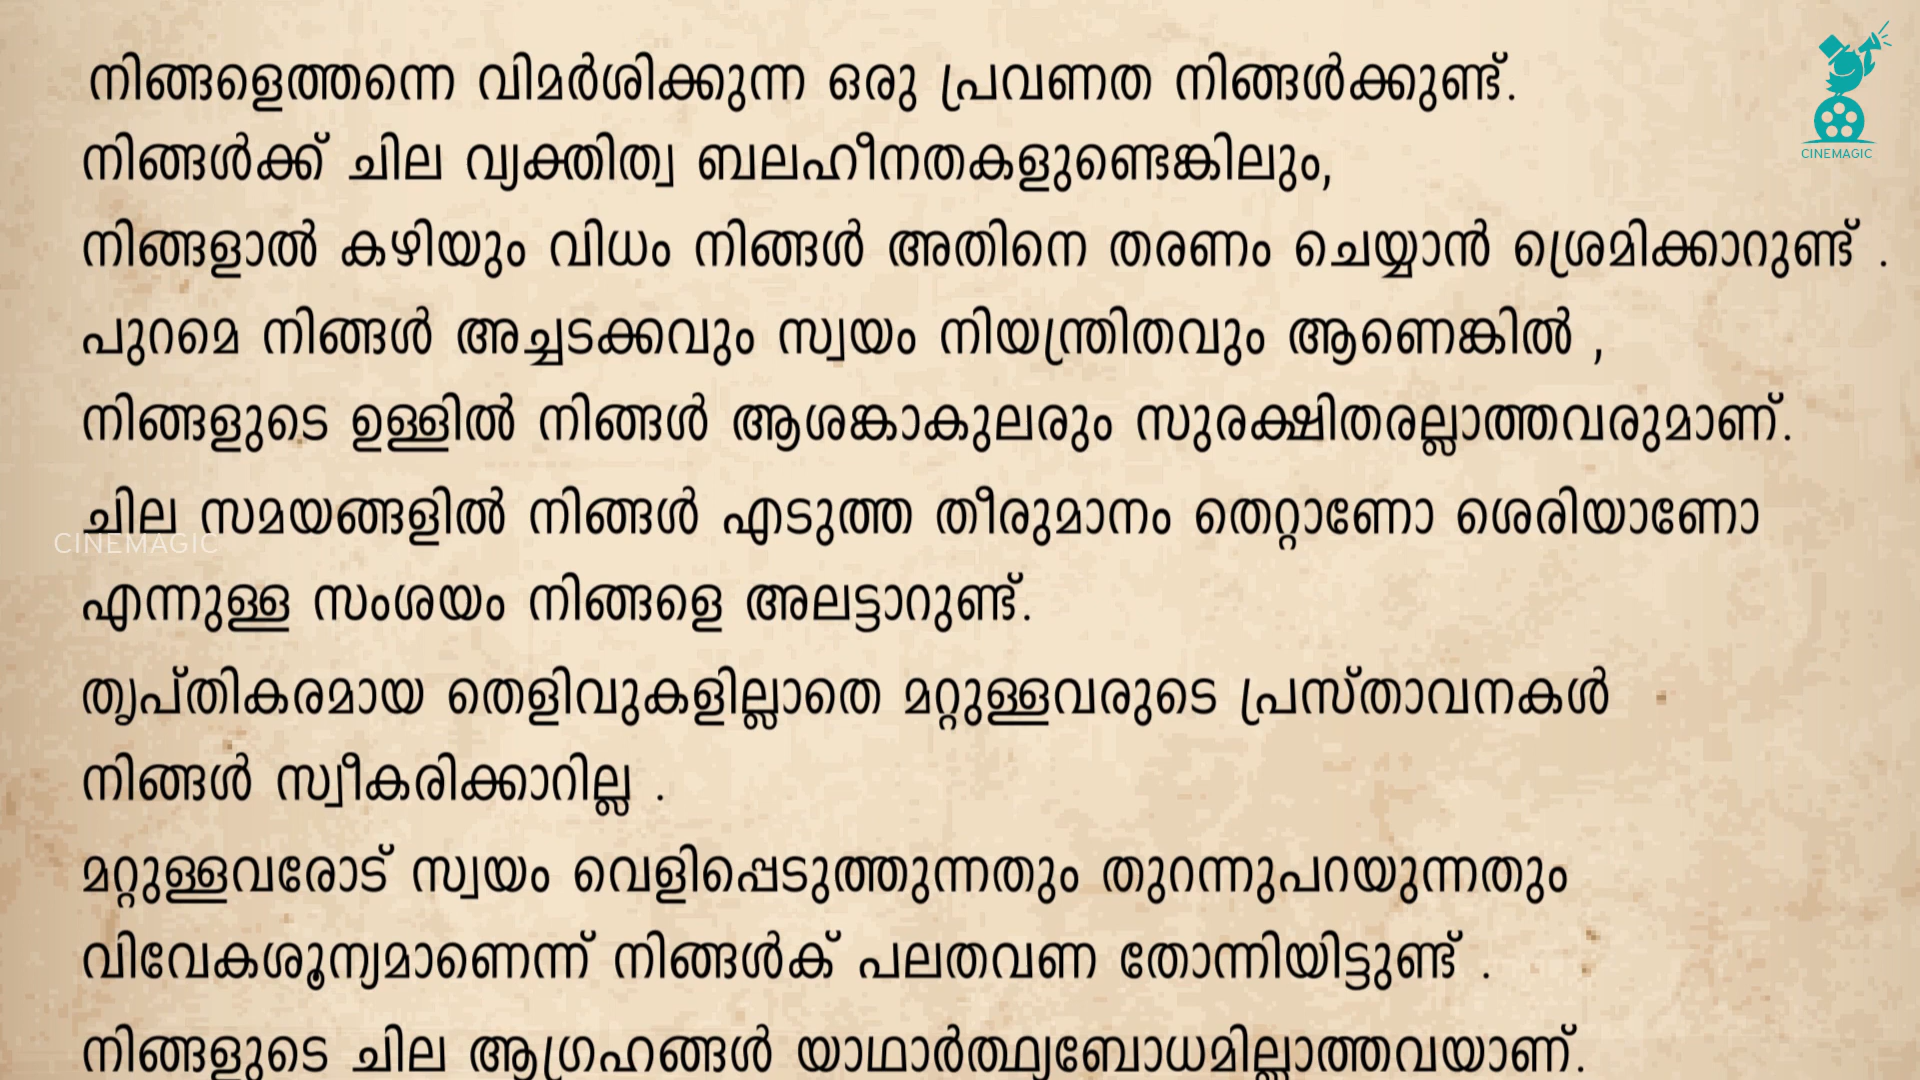 നിങ്ങളെത്തന്നെ വിമർശിക്കുന്ന ഒരു പ്രവണത നിങ്ങൾക്കുണ്ട്.
CINEMAGIC
നിങ്ങൾക്ക് ചില വ്യക്തിത്വ ബലഹീനതകളുണ്ടെങ്കിലും,
നിങ്ങളാൽ കഴിയും വിധം നിങ്ങൾ അതിനെ തരണം ചെയ്യാൻ ശ്രെമിക്കാറുണ്ട് .
പുറമെ നിങ്ങൾ അച്ചടക്കവും സ്വയം നിയന്ത്രിതവും ആണെങ്കിൽ ,
നിങ്ങളുടെ ഉള്ളിൽ നിങ്ങൾ ആശങ്കാകുലരും സുരക്ഷിതരല്ലാത്തവരുമാണ്.
ചില സമയങ്ങളിൽ നിങ്ങൾ എടുത്ത തീരുമാനം തെറ്റാണോ ശെരിയാണോ
CINEMAGIC
എന്നുള്ള സംശയം നിങ്ങളെ അലട്ടാറുണ്ട്.
തൃപ്തികരമായ തെളിവുകളില്ലാതെ മറ്റുള്ളവരുടെ പ്രസ്താവനകൾ
നിങ്ങൾ സ്വീകരിക്കാറില്ല .
മറ്റുള്ളവരോട് സ്വയം വെളിപ്പെടുത്തുന്നതും തുറന്നുപറയുന്നതും
വിവേകശൂന്യമാണെന്ന് നിങ്ങൾക് പലതവണ തോന്നിയിട്ടുണ്ട് .
നിങ്ങളുടെ ചില ആഗ്രഹങ്ങൾ യാഥാർത്ഥ്യബോധമില്ലാത്തവയാണ്.